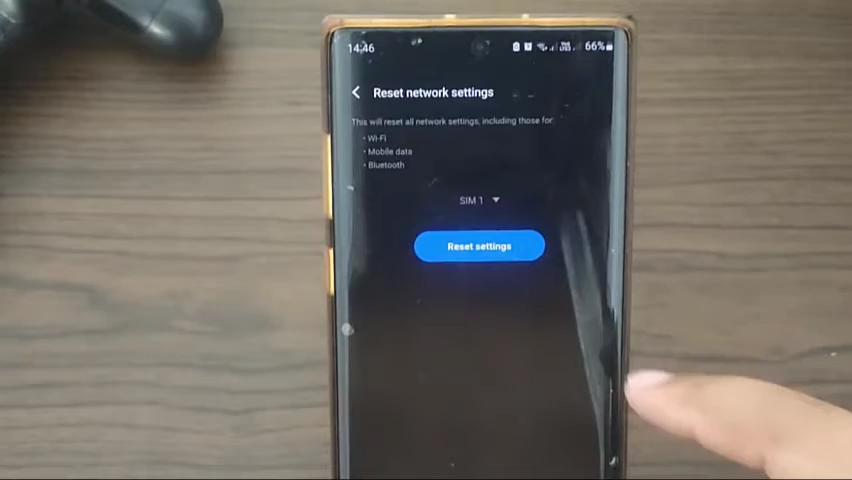 14:46
66%
Reset network settings
This will reset all network settings, including those for:
• Wi-Fi
• Mobile data
• Bluetooth
SIM 1
Reset settings